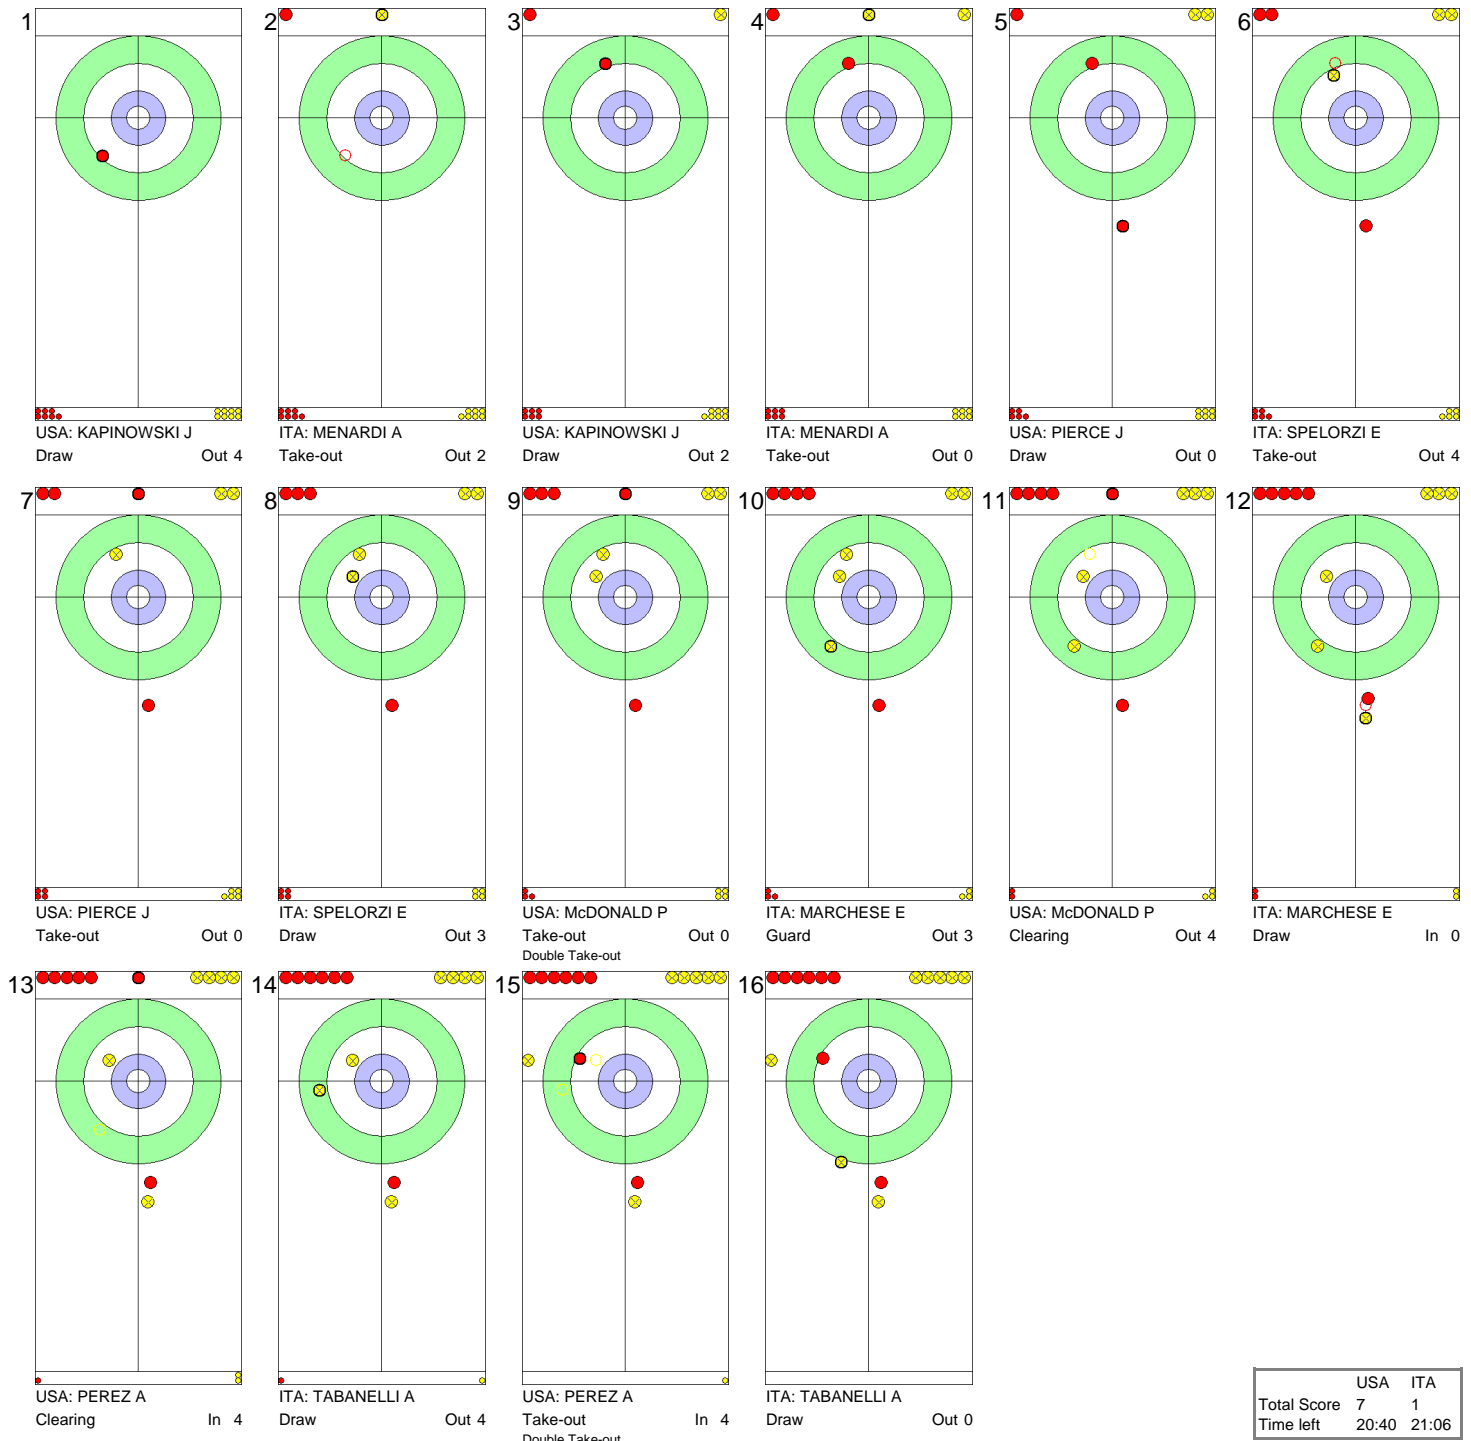 1
USA: KAPINOWSKI J
Draw Out 4
2
ITA: MENARDI A
Take-out Out 2
3
USA: KAPINOWSKI J
Draw Out 2
4
ITA: MENARDI A
Take-out Out 0
5
USA: PIERCE J
Draw Out 0
6
ITA: SPELORZI E
Take-out Out 4
7
USA: PIERCE J
Take-out Out 0
8
ITA: SPELORZI E
Draw Out 3
9
USA: McDONALD P
Take-out Out 0
Double Take-out
10
ITA: MARCHESE E
Guard Out 3
11
USA: McDONALD P
Clearing Out 4
12
ITA: MARCHESE E
Draw In 0
13
USA: PEREZ A
Clearing In 4
14
ITA: TABANELLI A
Draw Out 4
15
USA: PEREZ A
Take-out In 4
Double Take-out
16
ITA: TABANELLI A
Draw Out 0
USA ITA
Total Score 7 1
Time left 20:40 21:06